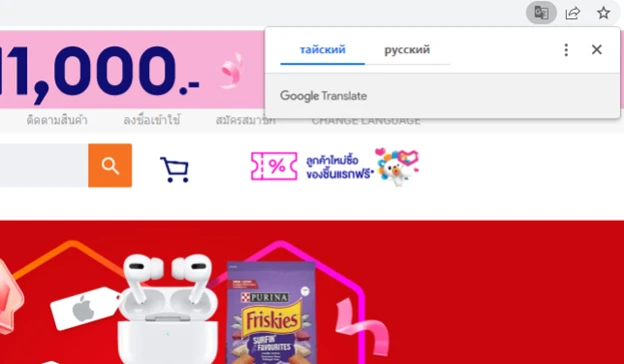 11,000.-
тайский русский
Google Translate
ติดตามสินค้า ลงชื่อเข้าใช้ สมัครสมาชิก CHANGE LANGUAGE
%
ลูกค้าใหม่ซื้อ
ของชิ้นแรกฟรี*
PURINA
Friskies
SURFIN'
FAVOURITES